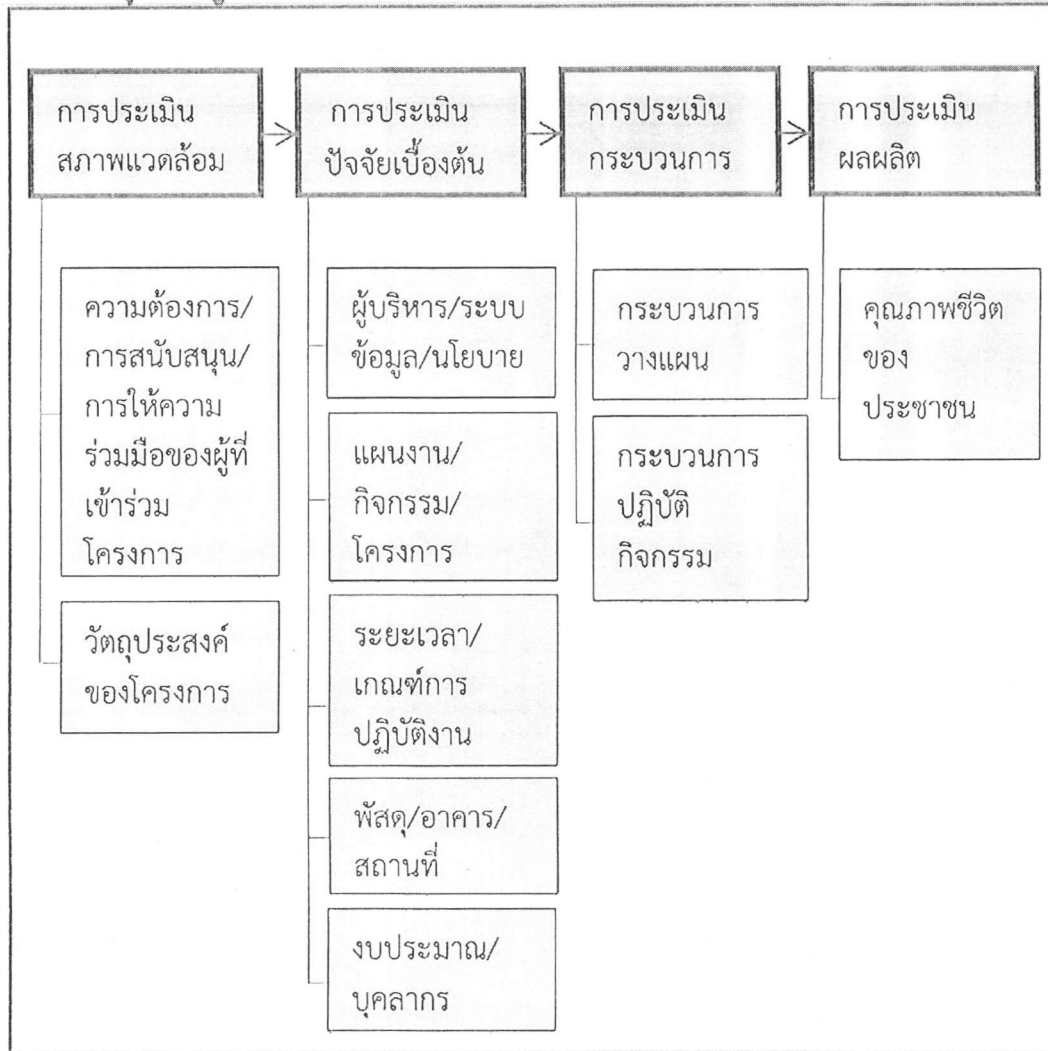 การประเมิน
สภาพแวดล้อม
การประเมิน
ปัจจัยเบื้องต้น
การประเมิน
กระบวนการ
การประเมิน
ผลผลิต
ความต้องการ/
การสนับสนุน/
การให้ความ
ร่วมมือของผู้ที่
เข้าร่วม
โครงการ
วัตถุประสงค์
ของโครงการ
ผู้บริหาร/ระบบ
ข้อมูล/นโยบาย
แผนงาน/
กิจกรรม/
โครงการ
ระยะเวลา/
เกณฑ์การ
ปฏิบัติงาน
พัสดุ/อาคาร/
สถานที่
งบประมาณ/
บุคลากร
กระบวนการ
วางแผน
กระบวนการ
ปฏิบัติ
กิจกรรม
คุณภาพชีวิต
ของ
ประชาชน